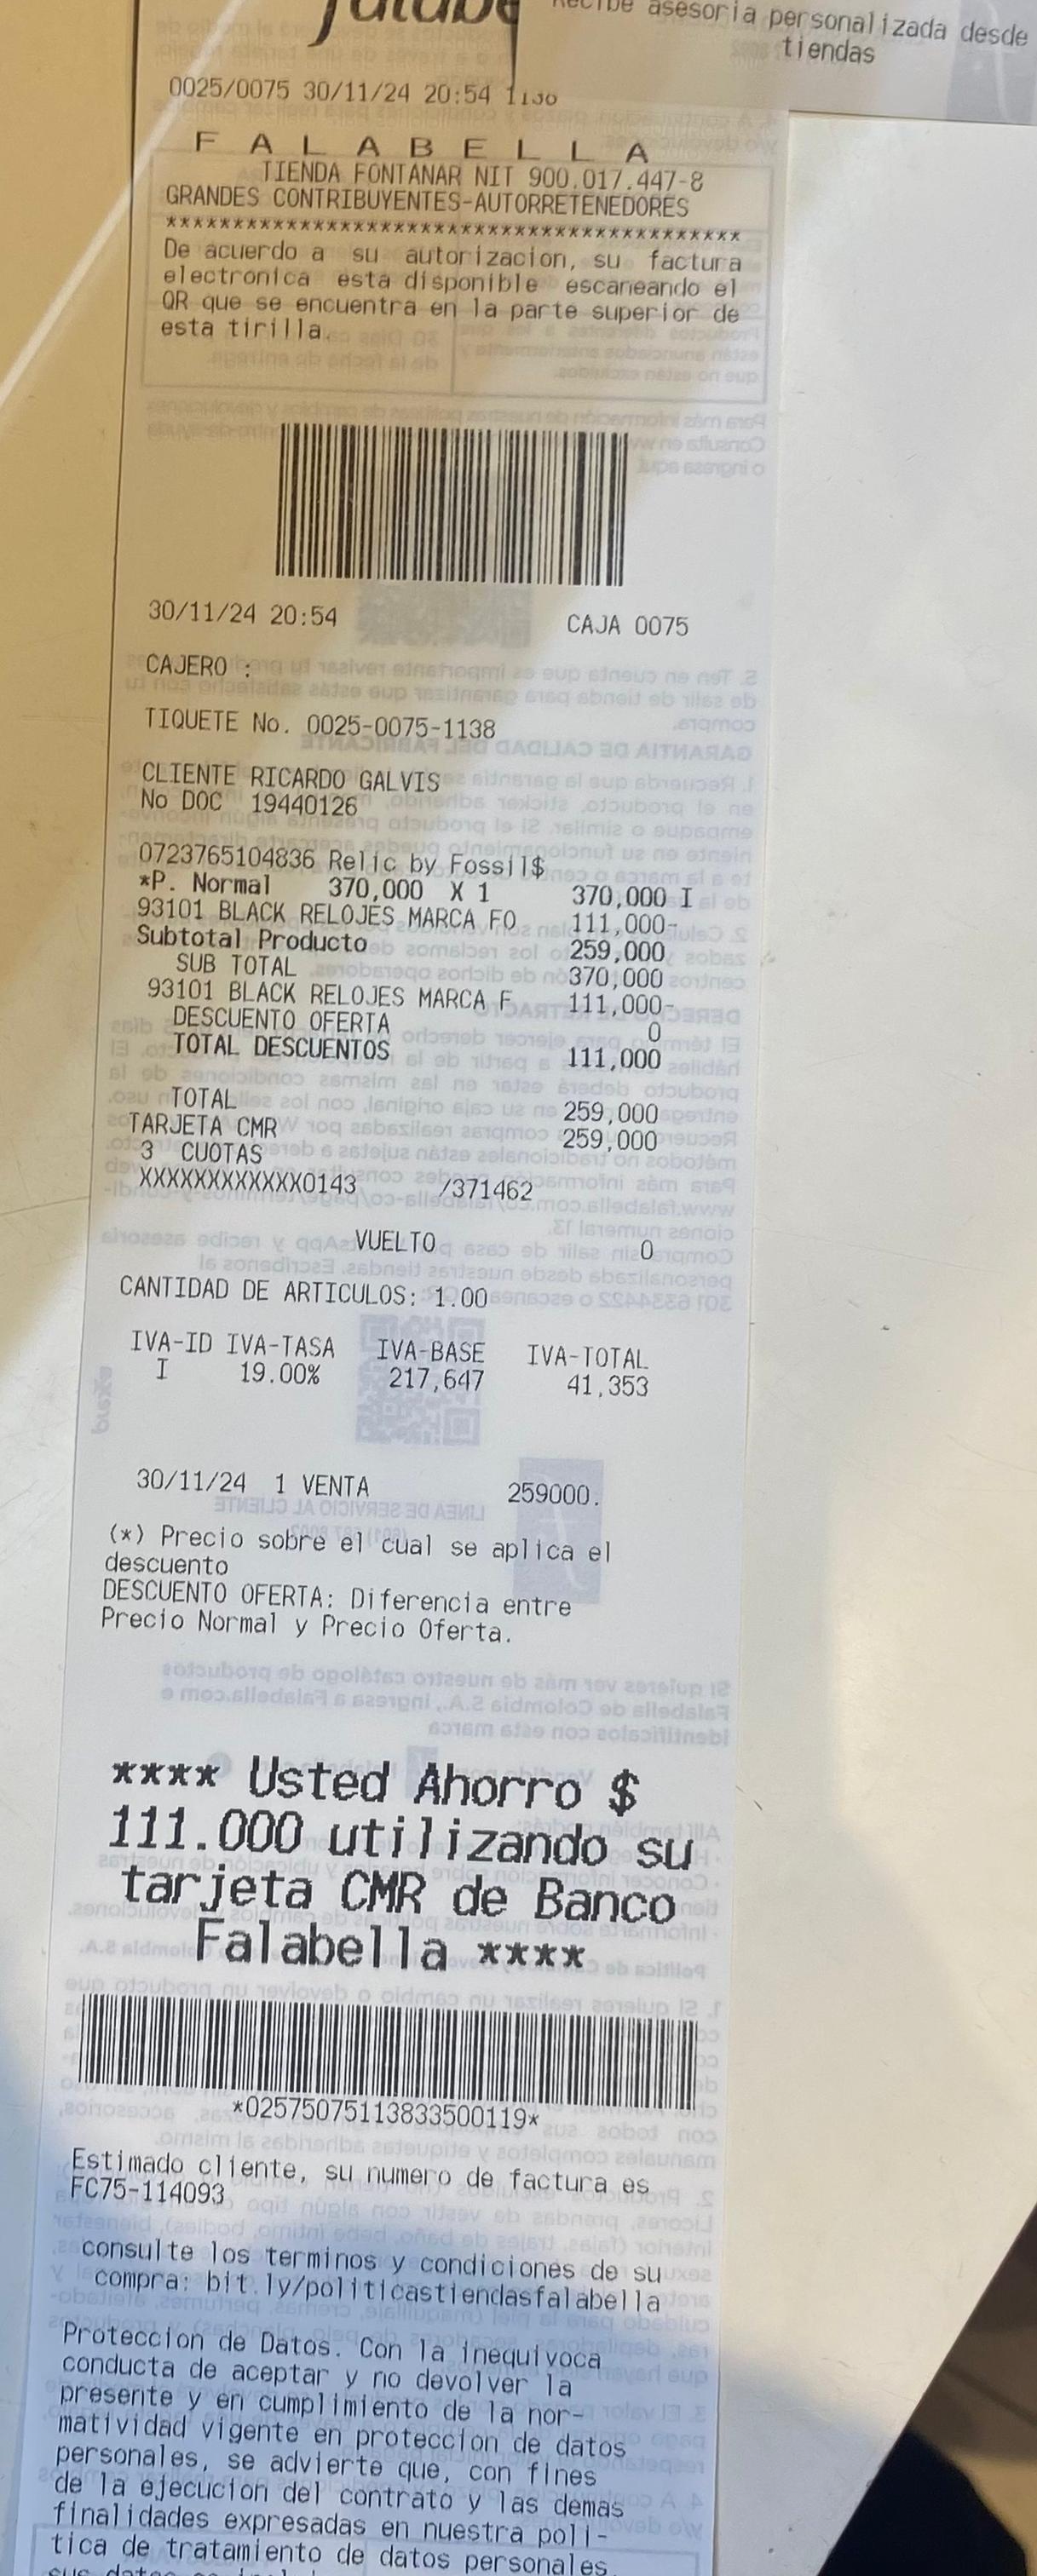 Recibe asesoria personalizada desde
tiendas
0025/0075 30/11/24 20:54 1138
FALABELLA
TIENDA FONTANAR NIT 900.017.447-8
GRANDES CONTRIBUYENTES-AUTORRETENEDORES
*******************************************
De acuerdo a su autorizacion, su factura
electronica esta disponible escaneando el
QR que se encuentra en la parte superior de
esta tirilla.
30/11/24 20:54 CAJA 0075
CAJERO :
TIQUETE No. 0025-0075-1138
CLIENTE RICARDO GALVIS
No DOC 19440126
0723765104836 Relic by Fossil$
*P. Normal 370,000 X 1 370,000 I
93101 BLACK RELOJES MARCA FO 111,000-
Subtotal Producto 259,000
SUB TOTAL 370,000
93101 BLACK RELOJES MARCA F 111,000-
DESCUENTO OFERTA 0
TOTAL DESCUENTOS 111,000
TOTAL 259,000
TARJETA CMR 259,000
3 CUOTAS
XXXXXXXXXXXX0143 /371462
VUELTO 0
CANTIDAD DE ARTICULOS: 1.00
IVA-ID IVA-TASA IVA-BASE IVA-TOTAL
I 19.00% 217,647 41,353
30/11/24 1 VENTA 259000.
(*) Precio sobre el cual se aplica el
descuento
DESCUENTO OFERTA: Diferencia entre
Precio Normal y Precio Oferta.
**** Usted Ahorro $
111.000 utilizando su
tarjeta CMR de Banco
Falabella ****
*02575075113833500119*
Estimado cliente, su numero de factura es
FC75-114093
consulte los terminos y condiciones de su
compra: bit.ly/politicastiendasfalabella
Proteccion de Datos. Con la inequivoca
conducta de aceptar y no devolver la
presente y en cumplimiento de la nor-
matividad vigente en proteccion de datos
personales, se advierte que, con fines
de la ejecucion del contrato y las demas
finalidades expresadas en nuestra poli-
tica de tratamiento de datos personales,